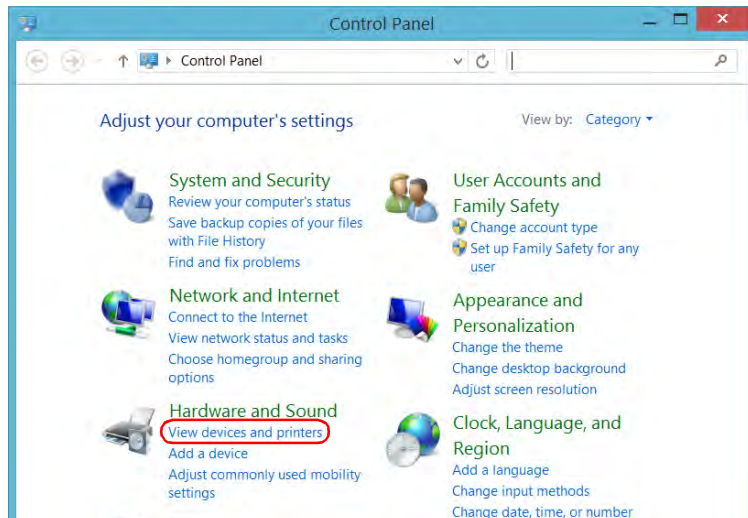 Control Panel
Control Panel
Adjust your computer's settings
View by: Category
System and Security
Review your computer's status
Save backup copies of your files
with File History
Find and fix problems
Network and Internet
Connect to the Internet
View network status and tasks
Choose homegroup and sharing
options
Hardware and Sound
View devices and printers
Add a device
Adjust commonly used mobility
settings
User Accounts and
Family Safety
Change account type
Set up Family Safety for any
user
Appearance and
Personalization
Change the theme
Change desktop background
Adjust screen resolution
Clock, Language, and
Region
Add a language
Change input methods
Change date, time, or number